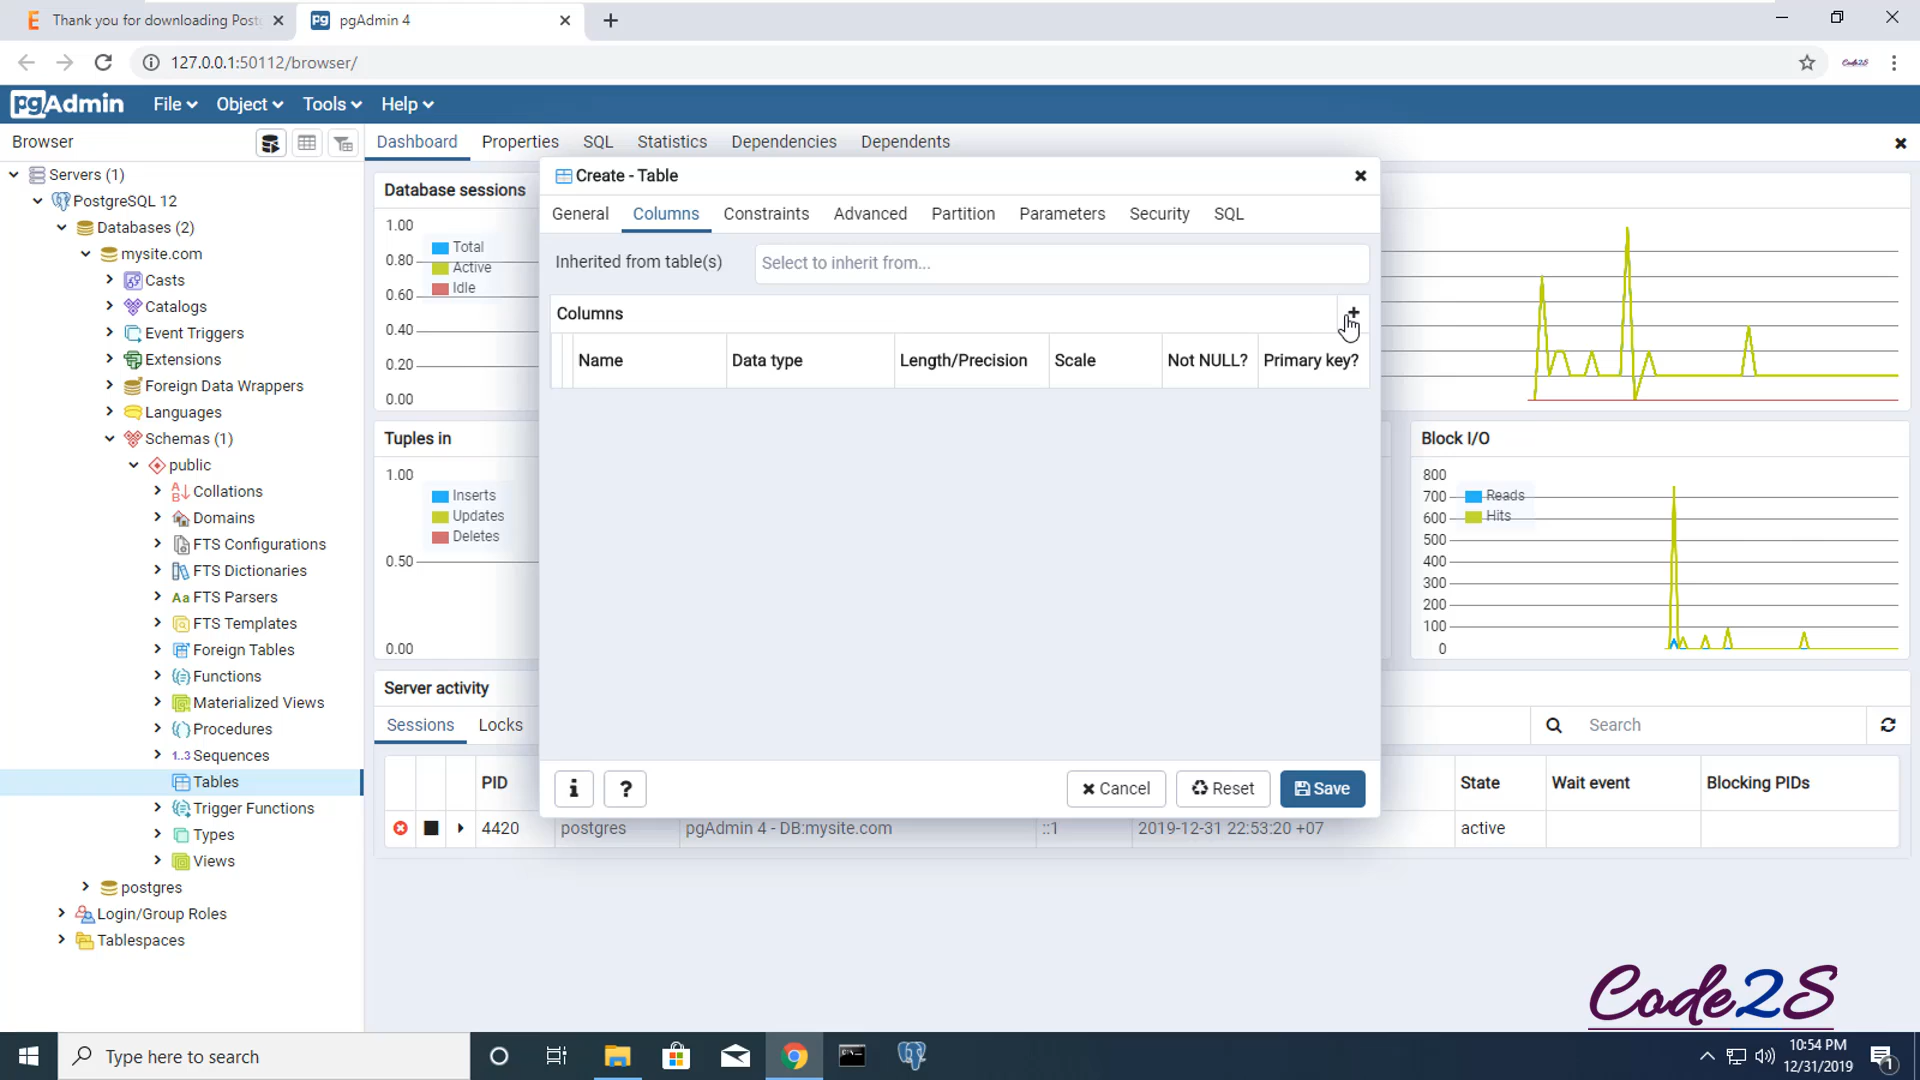 Thank you for downloading Post
pgAdmin 4
127.0.0.1:50112/browser/
Code2S
pgAdmin
File
Object
Tools
Help
Browser
Dashboard
Properties
SQL
Statistics
Dependencies
Dependents
Servers (1)
PostgreSQL 12
Databases (2)
mysite.com
Casts
Catalogs
Event Triggers
Extensions
Foreign Data Wrappers
Languages
Schemas (1)
public
Collations
Domains
FTS Configurations
FTS Dictionaries
Aa FTS Parsers
FTS Templates
Foreign Tables
Functions
Materialized Views
Procedures
1..3 Sequences
Tables
Trigger Functions
Types
Views
postgres
Login/Group Roles
Tablespaces
Database sessions
1.00
0.80
0.60
0.40
0.20
0.00
Total
Active
Idle
Tuples in
1.00
0.50
0.00
Inserts
Updates
Deletes
Create - Table
General
Columns
Constraints
Advanced
Partition
Parameters
Security
SQL
Inherited from table(s)
Select to inherit from...
Columns
Name
Data type
Length/Precision
Scale
Not NULL?
Primary key?
Cancel
Reset
Save
Block I/O
800
700
600
500
400
300
200
100
0
Reads
Hits
Server activity
Sessions
Locks
Search
PID
State
Wait event
Blocking PIDs
4420
postgres
pgAdmin 4 - DB:mysite.com
::1
2019-12-31 22:53:20 +07
active
Code2S
Type here to search
10:54 PM
12/31/2019
1